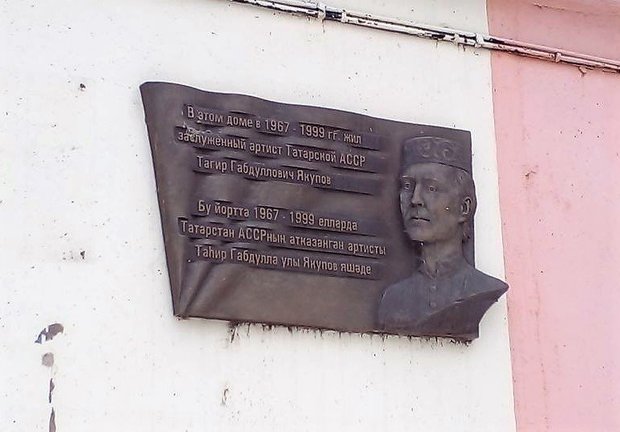 В этом доме в 1967 - 1999 гг. жил
заслуженный артист Татарской АССР
Тагир Габдуллович Якупов
Бу йортта 1967 - 1999 елларда
Татарстан АССРның атказанган артисты
Таһир Габдулла улы Якупов яшәде